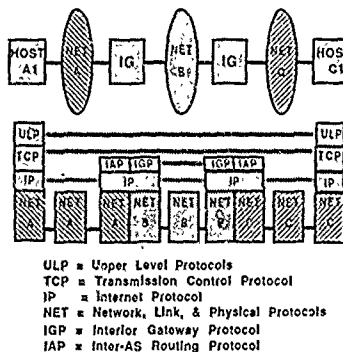 HOST A1 NET A IG NET B IG NET C HOST C1
ULP ULP
TCP TCP
IAP IGP IGP IAP
IP IP IP IP
NET A NET A NET A NET B NET B NET B NET C NET C NET C
ULP = Upper Level Protocols
TCP = Transmission Control Protocol
IP = Internet Protocol
NET = Network, Link, & Physical Protocols
IGP = Interior Gateway Protocol
IAP = Inter-AS Routing Protocol